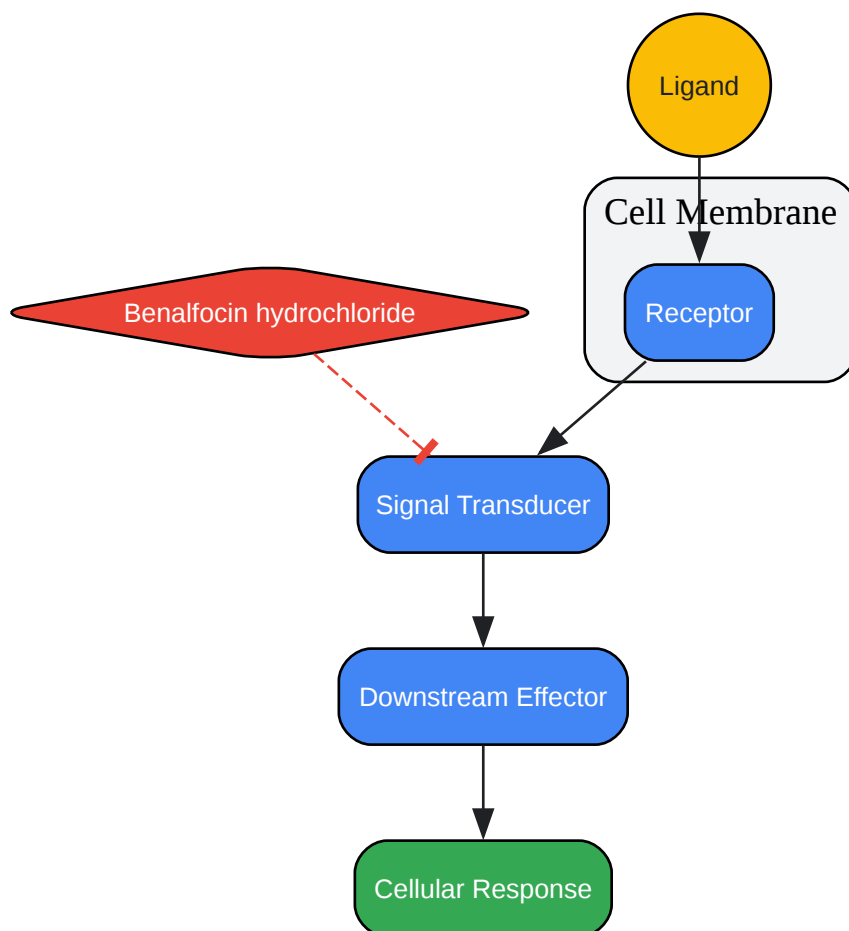 Ligand
Cell Membrane
Receptor
Benalfocin hydrochloride
Signal Transducer
Downstream Effector
Cellular Response